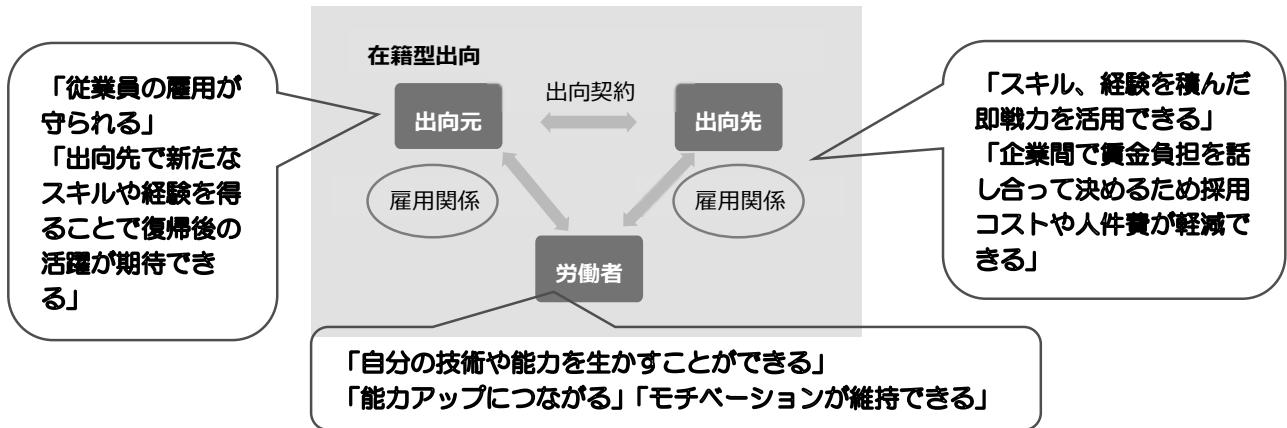 在籍型出向
出向元
出向契約
出向先
雇用関係
雇用関係
労働者
「従業員の雇用が
守られる」
「出向先で新たな
スキルや経験を得
ることで復帰後の
活躍が期待でき
る」
「スキル、経験を積んだ
即戦力を活用できる」
「企業間で賃金負担を話
し合って決めるため採用
コストや人件費が軽減で
きる」
「自分の技術や能力を生かすことができる」
「能力アップにつながる」「モチベーションが維持できる」